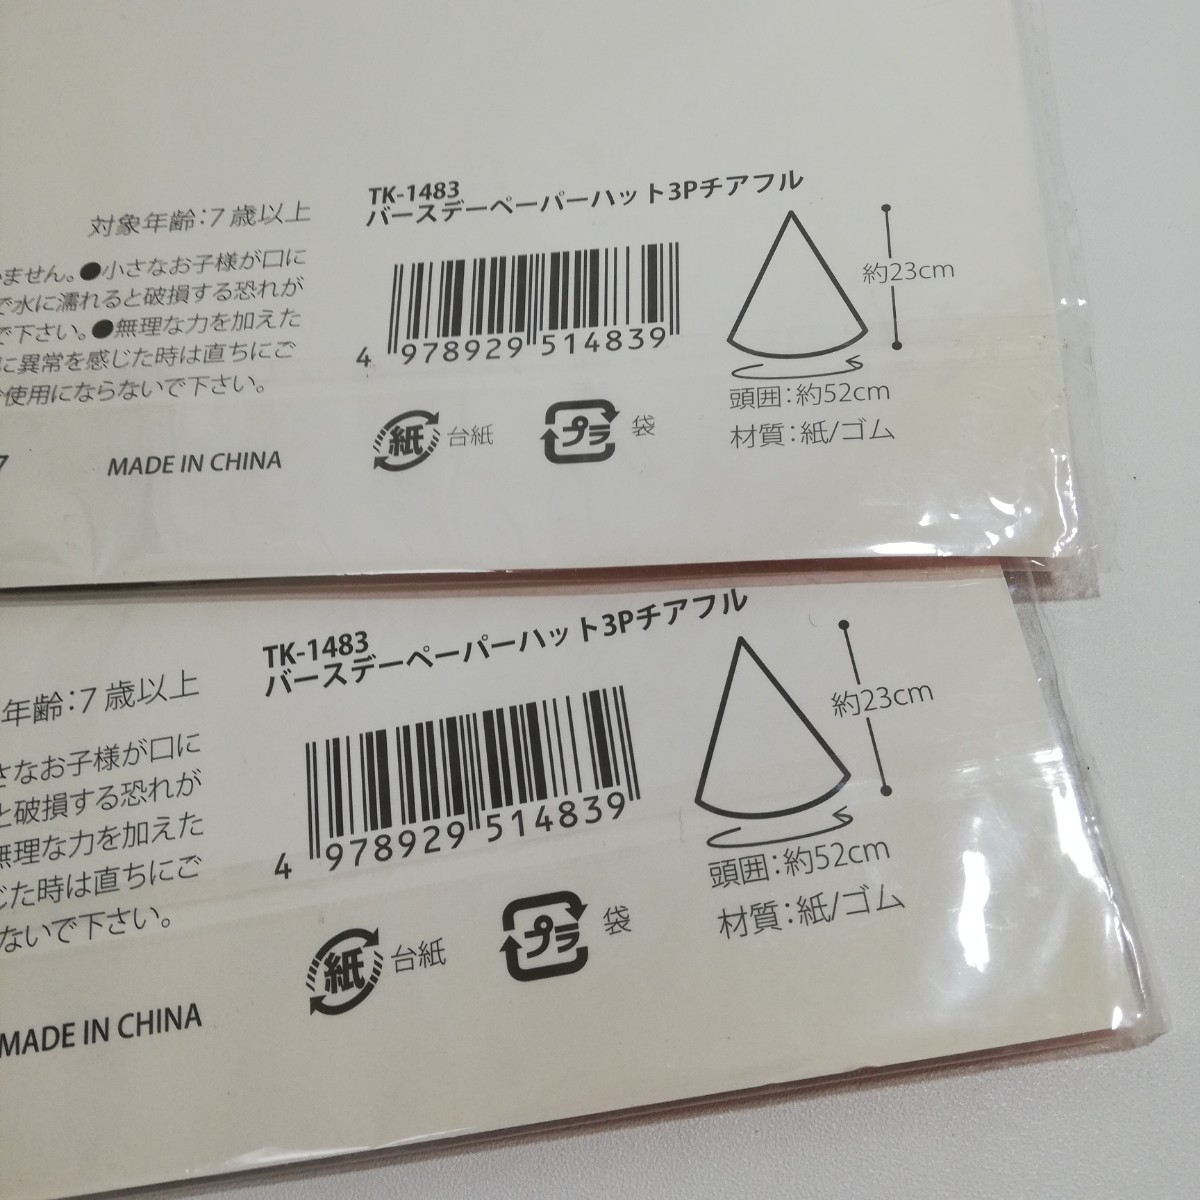 TK-1483
バースデーペーパーハット3Pチアフル
対象年齢:7歳以上
ません。●小さなお子様が口に
で水に濡れると破損する恐れが
で下さい。●無理な力を加えた
に異常を感じた時は直ちにご
使用にならないで下さい。
7
MADE IN CHINA
4 978929 514839
紙 台紙
プラ 袋
約23cm
頭囲:約52cm
材質:紙/ゴム
TK-1483
バースデーペーパーハット3Pチアフル
年齢:7歳以上
さなお子様が口に
と破損する恐れが
無理な力を加えた
じた時は直ちにご
ないで下さい。
MADE IN CHINA
4 978929 514839
紙 台紙
プラ 袋
約23cm
頭囲:約52cm
材質:紙/ゴム